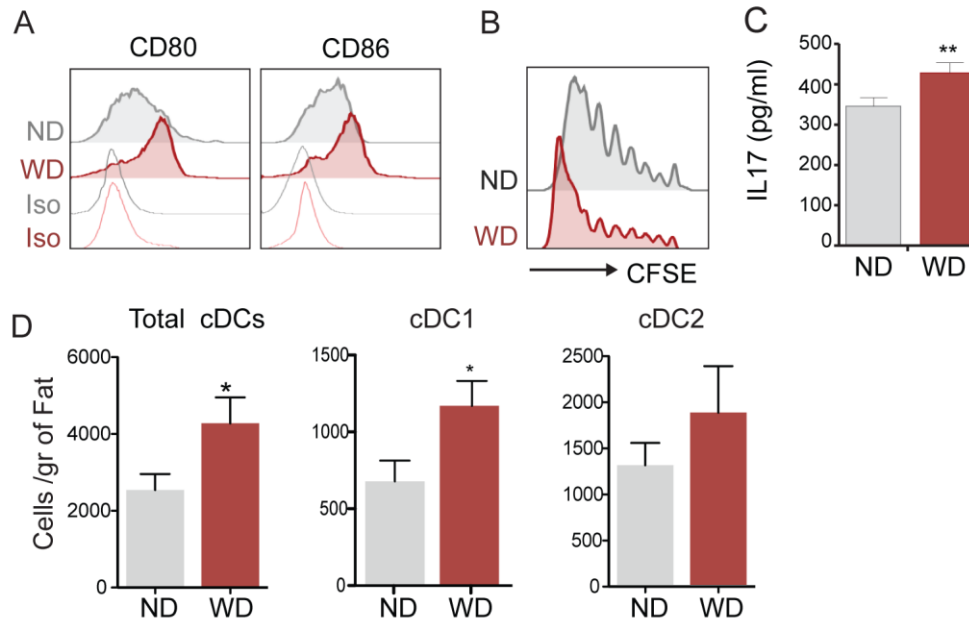 A
CD80
CD86
ND
WD
Iso
Iso
B
ND
WD
CFSE
C
IL17 (pg/ml)
500
400
300
200
100
0
**
ND
WD
D
Total cDCs
Cells /gr of Fat
6000
4000
2000
0
*
ND
WD
cDC1
1500
1000
500
0
*
ND
WD
cDC2
2500
2000
1500
1000
500
0
ND
WD